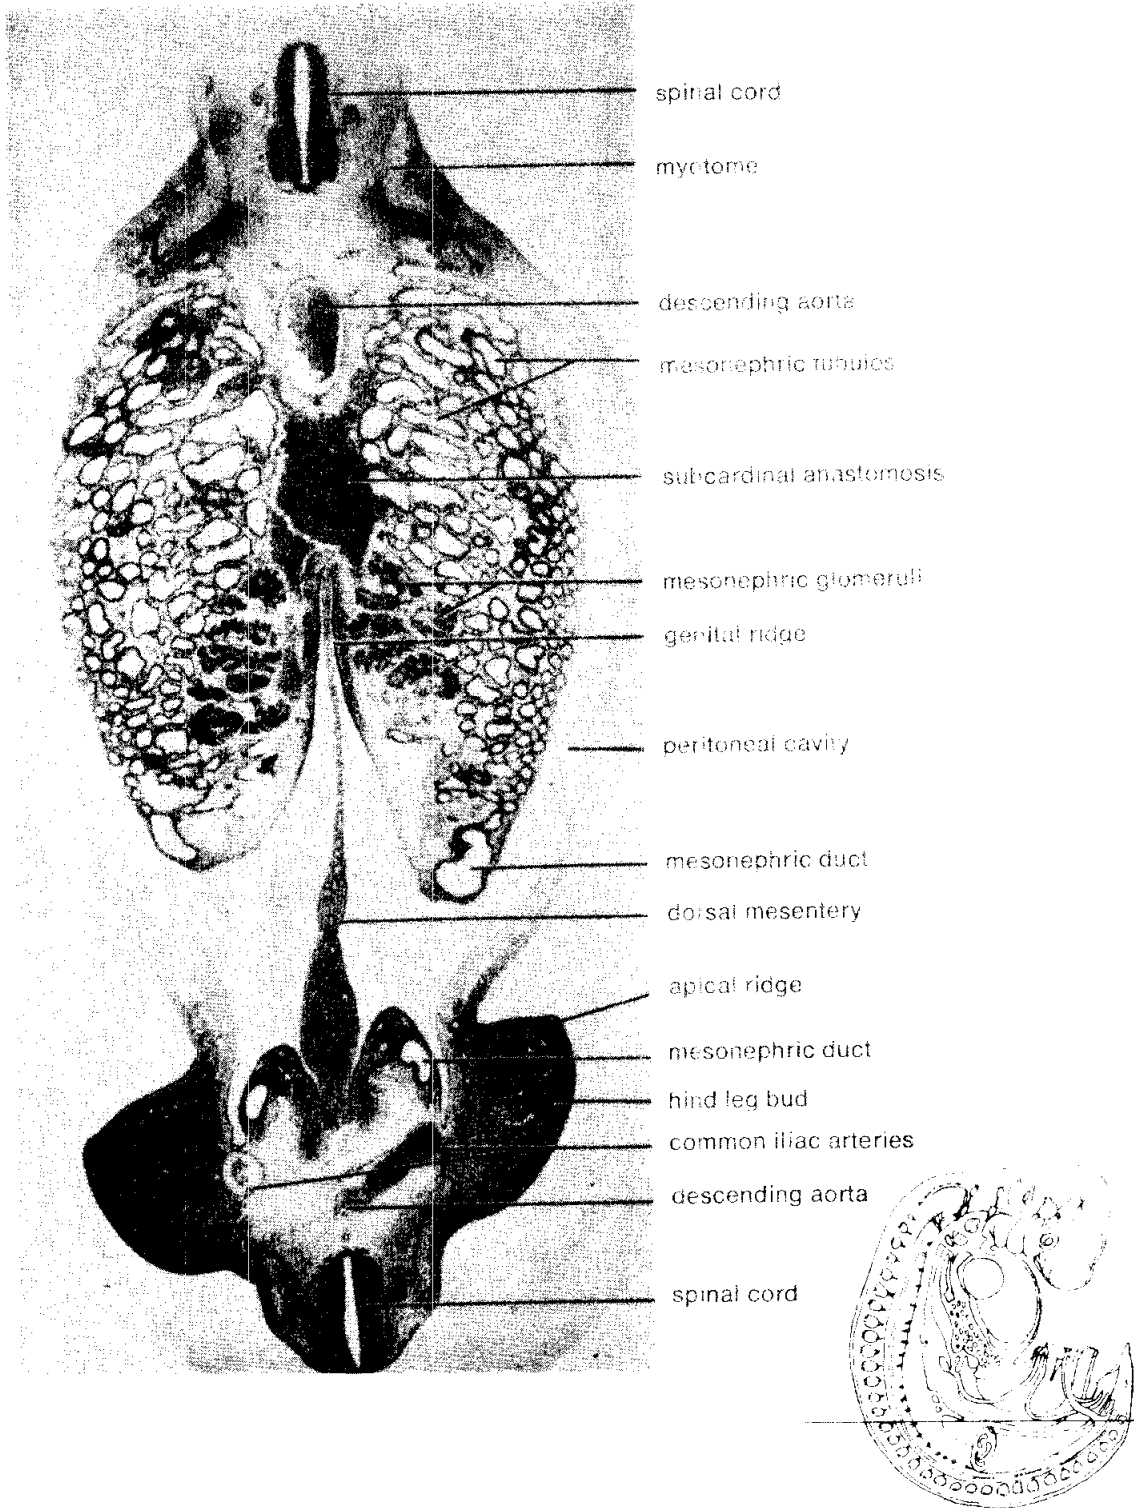 spinal cord
myotome
descending aorta
mesonephric tubules
subcardinal anastomosis
mesonephric glomeruli
genital ridge
peritoneal cavity
mesonephric duct
dorsal mesentery
apical ridge
mesonephric duct
hind leg bud
common iliac arteries
descending aorta
spinal cord